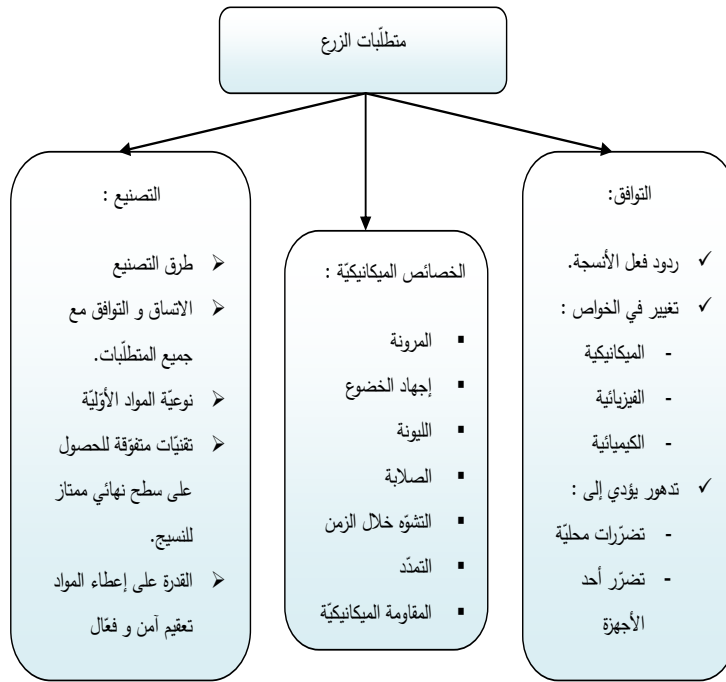 متطلّبات الزرع
التوافق:
✓ ردود فعل الأنسجة.
✓ تغيير في الخواص :
- الميكانيكية
- الفيزيائية
- الكيميائية
✓ تدهور يؤدي إلى :
- تضرّرات محليّة
- تضرّر أحد
الأجهزة
الخصائص الميكانيكيّة :
▪ المرونة
▪ إجهاد الخضوع
▪ الليونة
▪ الصلابة
▪ التشوّه خلال الزمن
▪ التمدّد
▪ المقاومة الميكانيكيّة
التصنيع :
➢ طرق التصنيع
➢ الاتساق و التوافق مع
جميع المتطلّبات.
➢ نوعيّة المواد الأوّليّة
➢ تقنيّات متفوّقة للحصول
على سطح نهائي ممتاز
للنسيج.
➢ القدرة على إعطاء المواد
تعقيم آمن و فعّال